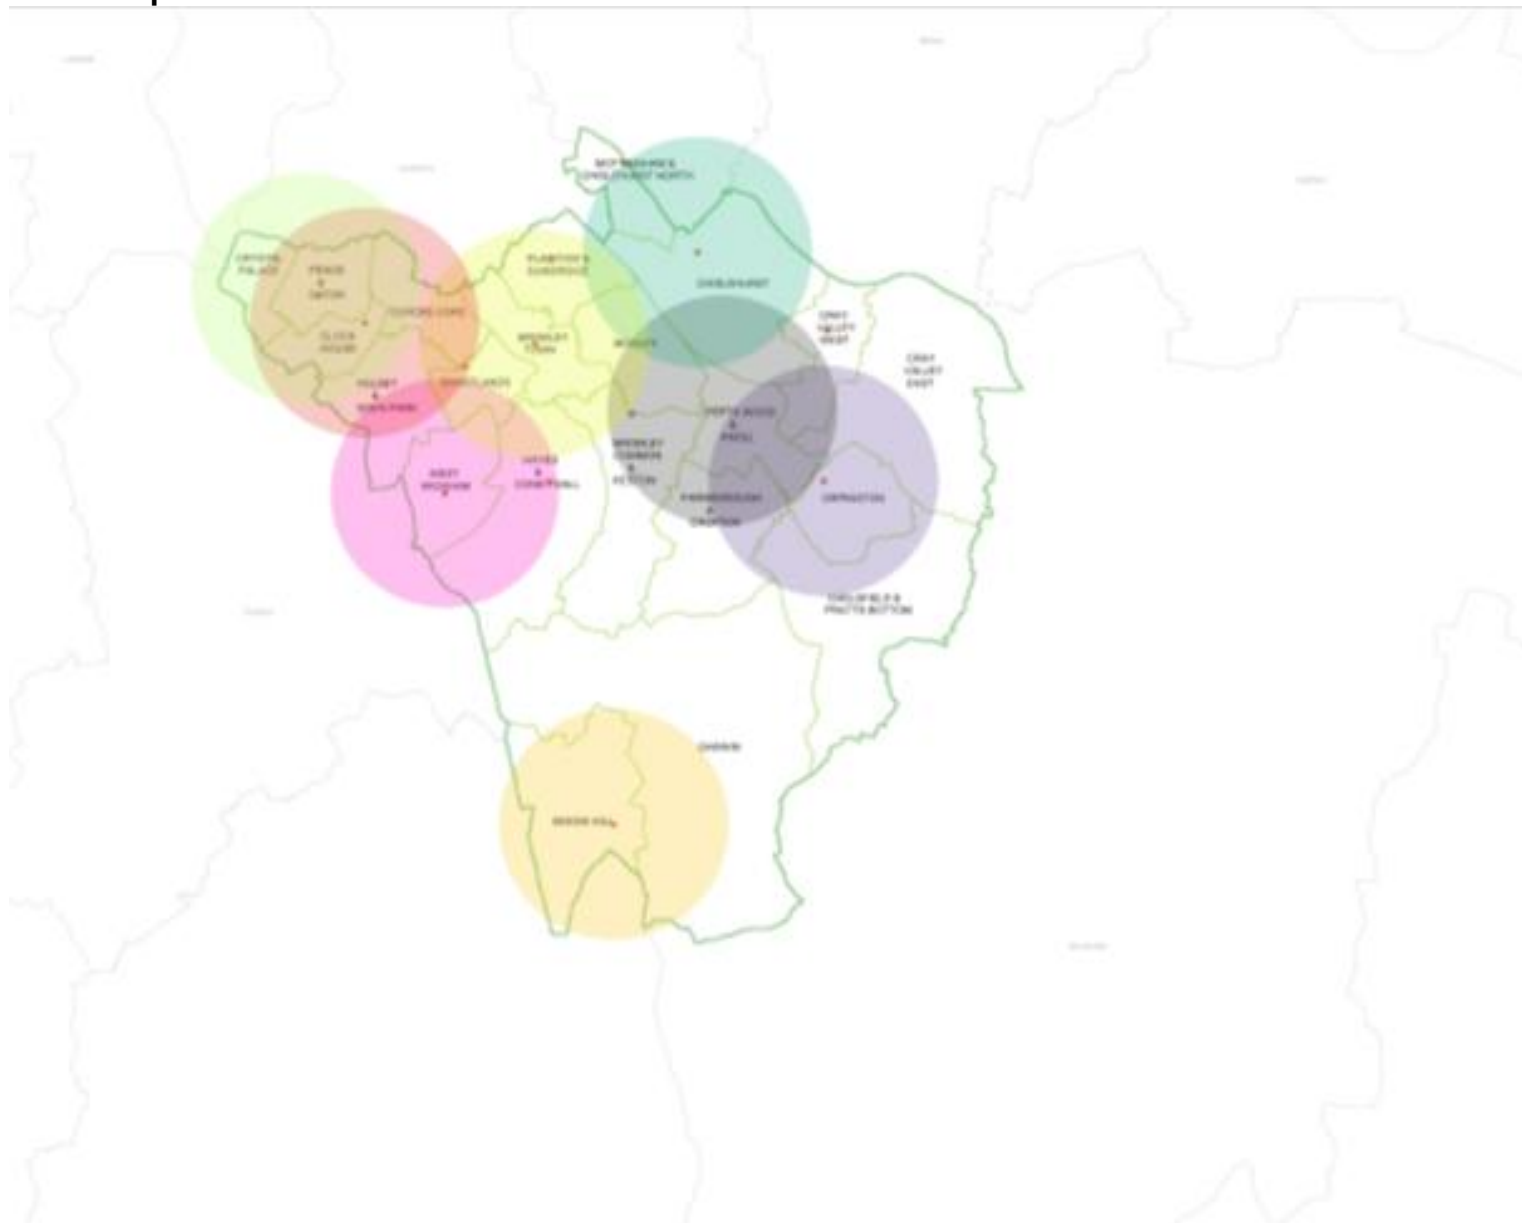 CRYSTAL
PALACE
PENGE
&
CATOR
CLOCK
HOUSE
COPERS COPE
KELSEY
&
EDEN PARK
SHORTLANDS
WEST
WICKHAM
HAYES
&
CONEY HALL
PLAISTOW &
SUNDRIDGE
BROMLEY
TOWN
BICKLEY
MOTTINGHAM &
CHISLEHURST NORTH
CHISLEHURST
CRAY
VALLEY
WEST
CRAY
VALLEY
EAST
PETTS WOOD
&
KNOLL
BROMLEY
COMMON
&
KESTON
FARNBOROUGH
&
CROFTON
ORPINGTON
CHELSFIELD &
PRATTS BOTTOM
DARWIN
BIGGIN HILL